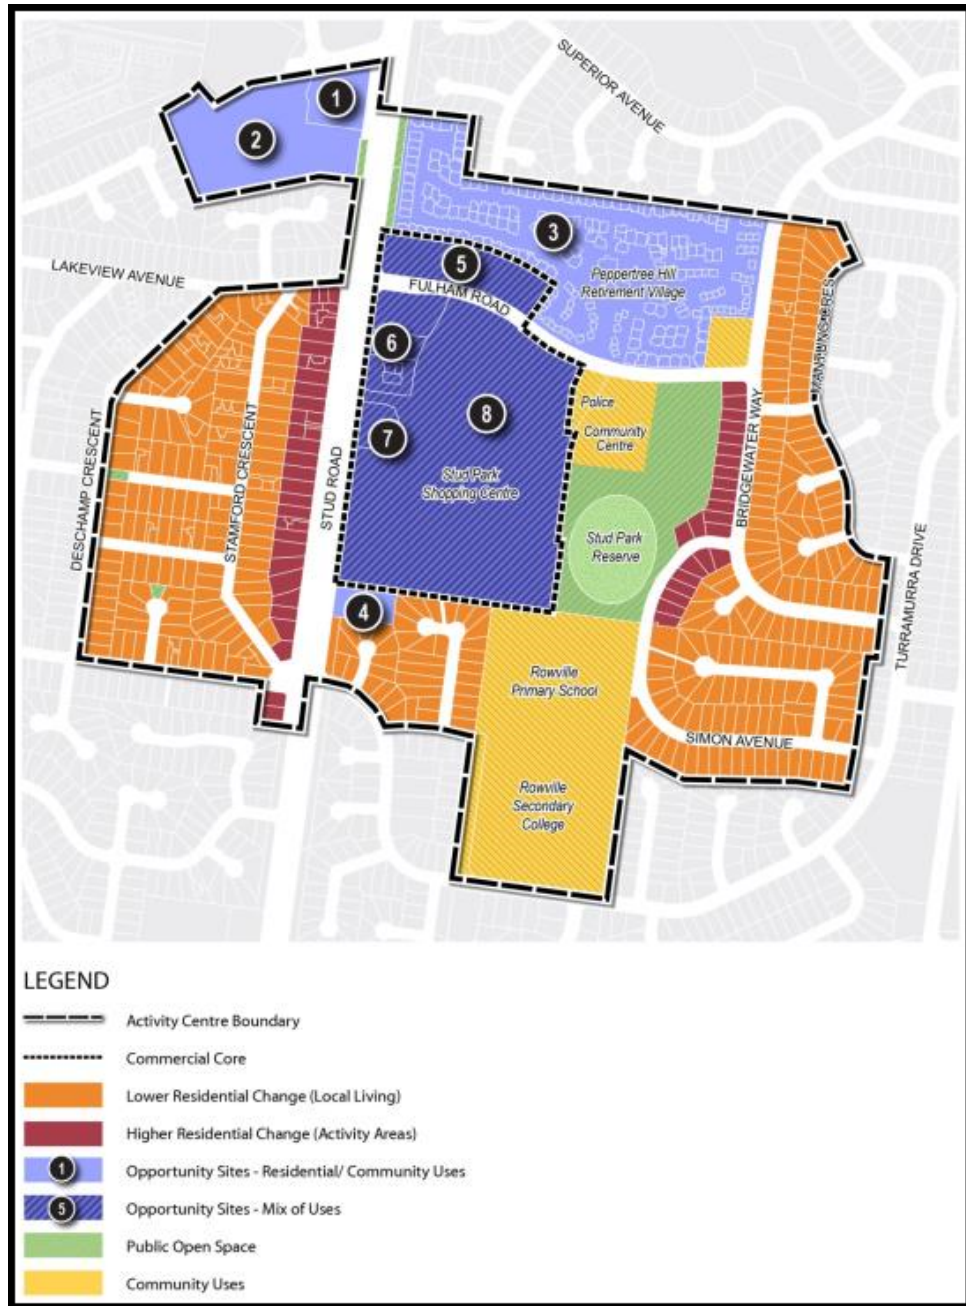 SUPERIOR AVENUE
1
2
3
Peppertree Hill
Retirement Village
5
LAKEVIEW AVENUE
FULHAM ROAD
MANNING CRES
6
Police
Community
Centre
7
8
STAMFORD CRESCENT
DESCHAMP CRESCENT
STUD ROAD
BRIDGEWATER WAY
Stud Park
Shopping Centre
Stud Park
Reserve
TURRAMURRA DRIVE
4
Rowville
Primary School
SIMON AVENUE
Rowville
Secondary
College
LEGEND
Activity Centre Boundary
Commercial Core
Lower Residential Change (Local Living)
Higher Residential Change (Activity Areas)
1 Opportunity Sites - Residential/ Community Uses
5 Opportunity Sites - Mix of Uses
Public Open Space
Community Uses